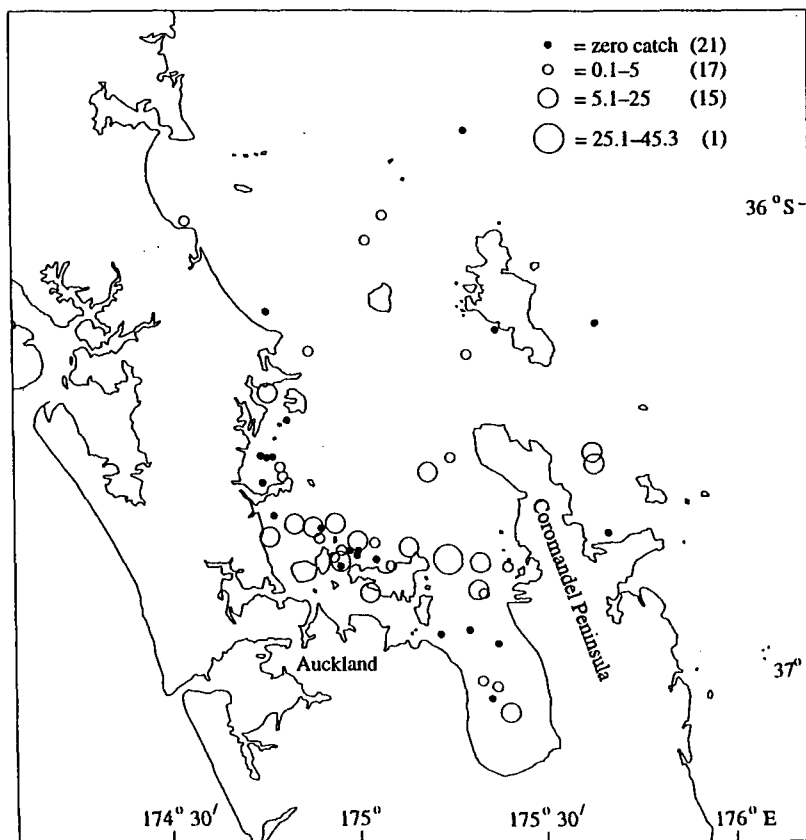 • = zero catch (21)
○ = 0.1–5 (17)
○ = 5.1–25 (15)
○ = 25.1–45.3 (1)
36° S
Coromandel Peninsula
Auckland
37°
174° 30′ 175° 175° 30′ 176° E